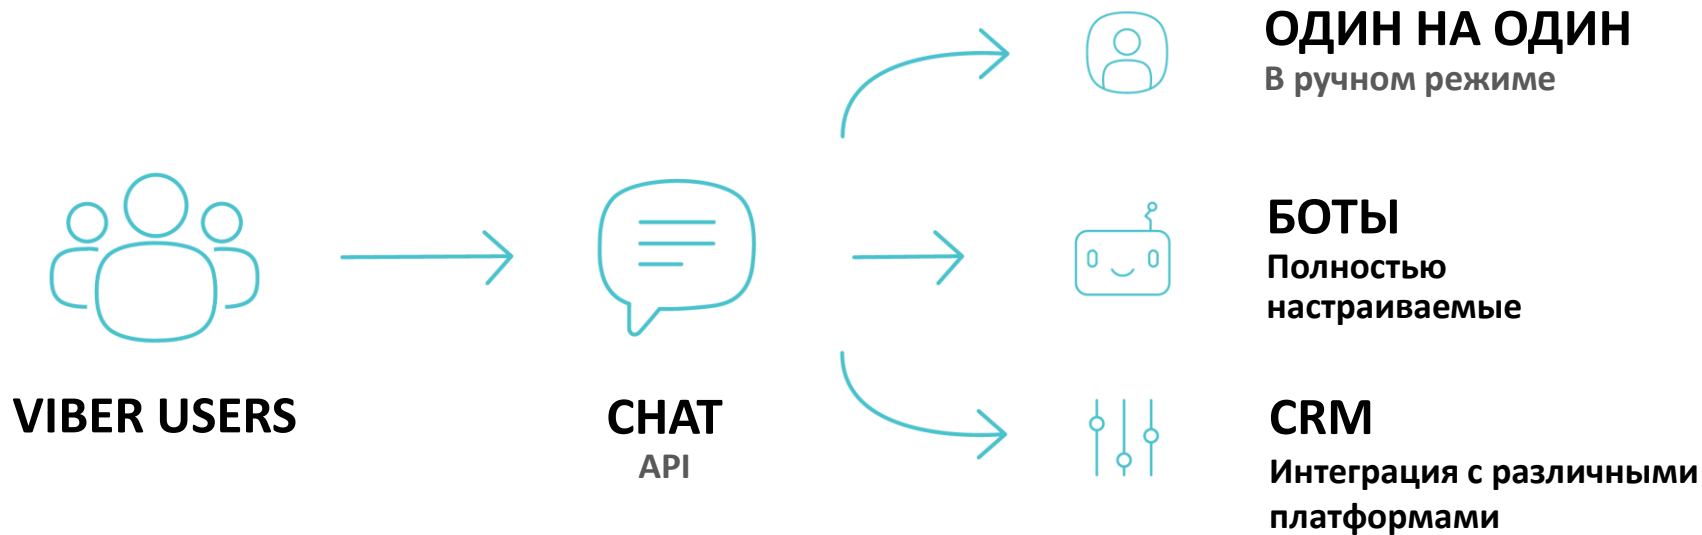 VIBER USERS
CHAT
API
ОДИН НА ОДИН
В ручном режиме
БОТЫ
Полностью
настраиваемые
CRM
Интеграция с различными
платформами